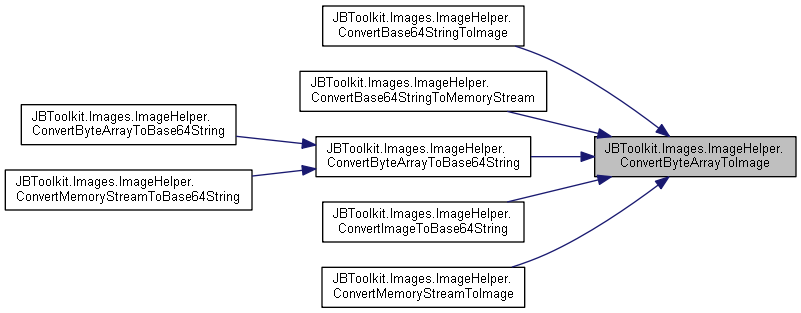 JBToolkit.Images.ImageHelper.
ConvertBase64StringToImage
JBToolkit.Images.ImageHelper.
ConvertBase64StringToMemoryStream
JBToolkit.Images.ImageHelper.
ConvertByteArrayToBase64String
JBToolkit.Images.ImageHelper.
ConvertByteArrayToBase64String
JBToolkit.Images.ImageHelper.
ConvertByteArrayToImage
JBToolkit.Images.ImageHelper.
ConvertMemoryStreamToBase64String
JBToolkit.Images.ImageHelper.
ConvertImageToBase64String
JBToolkit.Images.ImageHelper.
ConvertMemoryStreamToImage